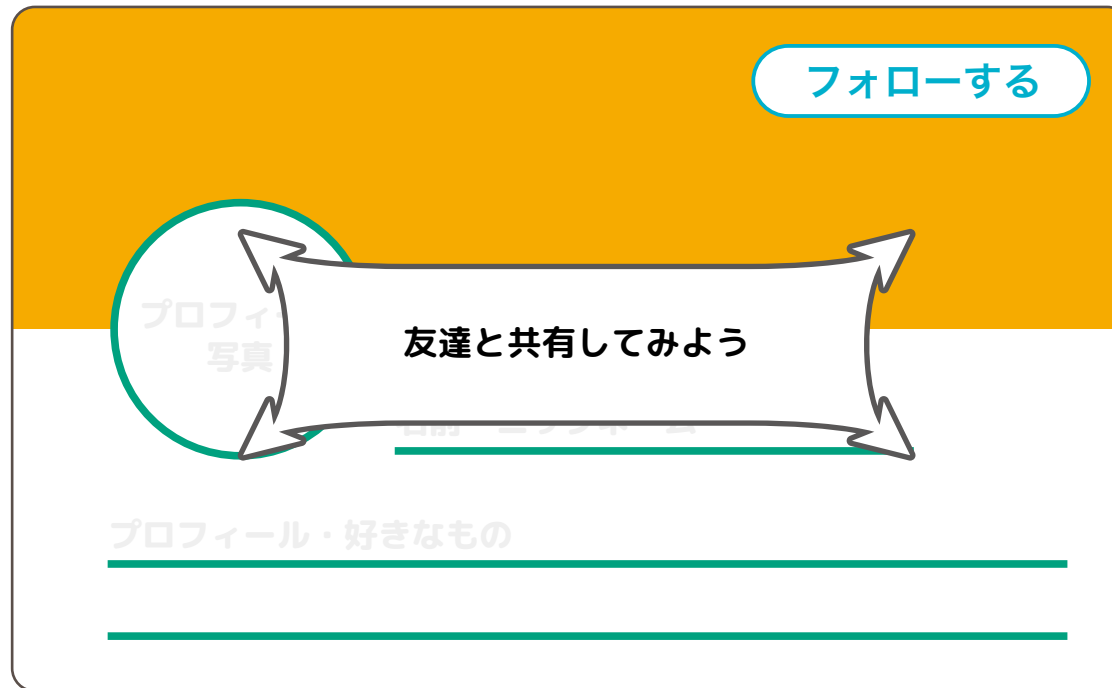 フォローする
プロフィ
写真
友達と共有してみよう
プロフィール・好きなもの